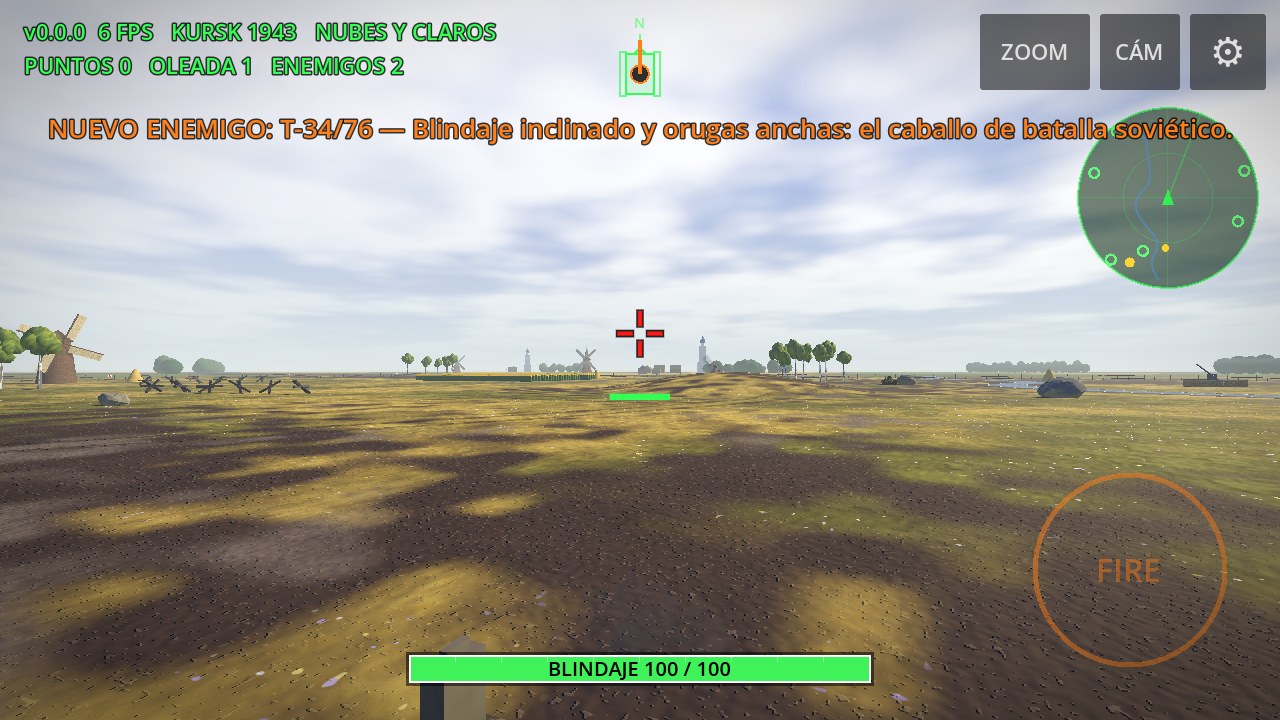 v0.0.0 6 FPS KURSK 1943 NUBES Y CLAROS
PUNTOS 0 OLEADA 1 ENEMIGOS 2
N
ZOOM
CÁM
NUEVO ENEMIGO: T-34/76 — Blindaje inclinado y orugas anchas: el caballo de batalla soviético.
FIRE
BLINDAJE 100 / 100